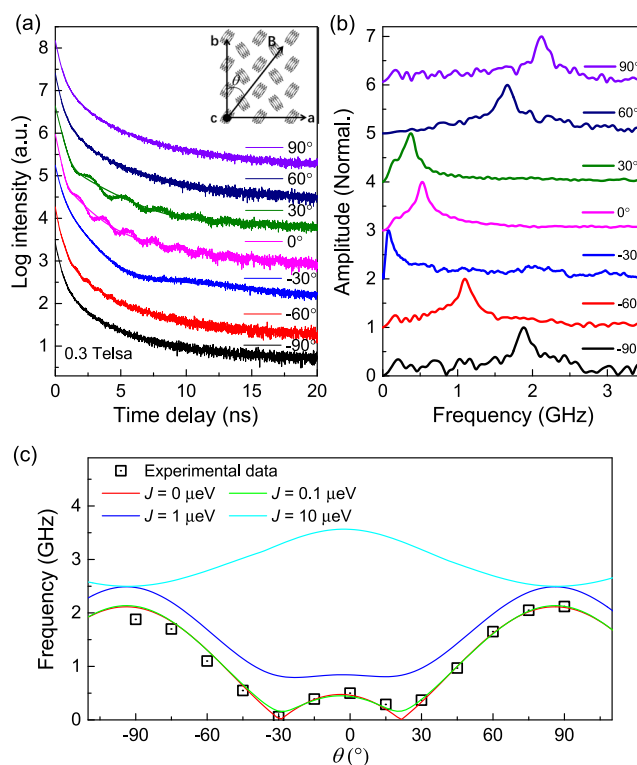 (a)
Log intensity (a.u.)
8
7
6
5
4
3
2
1
b
B
θ
c
a
90°
60°
30°
0°
-30°
-60°
-90°
0.3 Telsa
0 5 10 15 20
Time delay (ns)
(b)
Amplitude (Normal.)
7
6
5
4
3
2
1
0
90°
60°
30°
0°
-30
-60
-90
0 1 2 3
Frequency (GHz)
(c)
Experimental data
J = 0 μeV J = 0.1 μeV
J = 1 μeV J = 10 μeV
Frequency (GHz)
4
3
2
1
0
-90 -60 -30 0 30 60 90
θ (°)